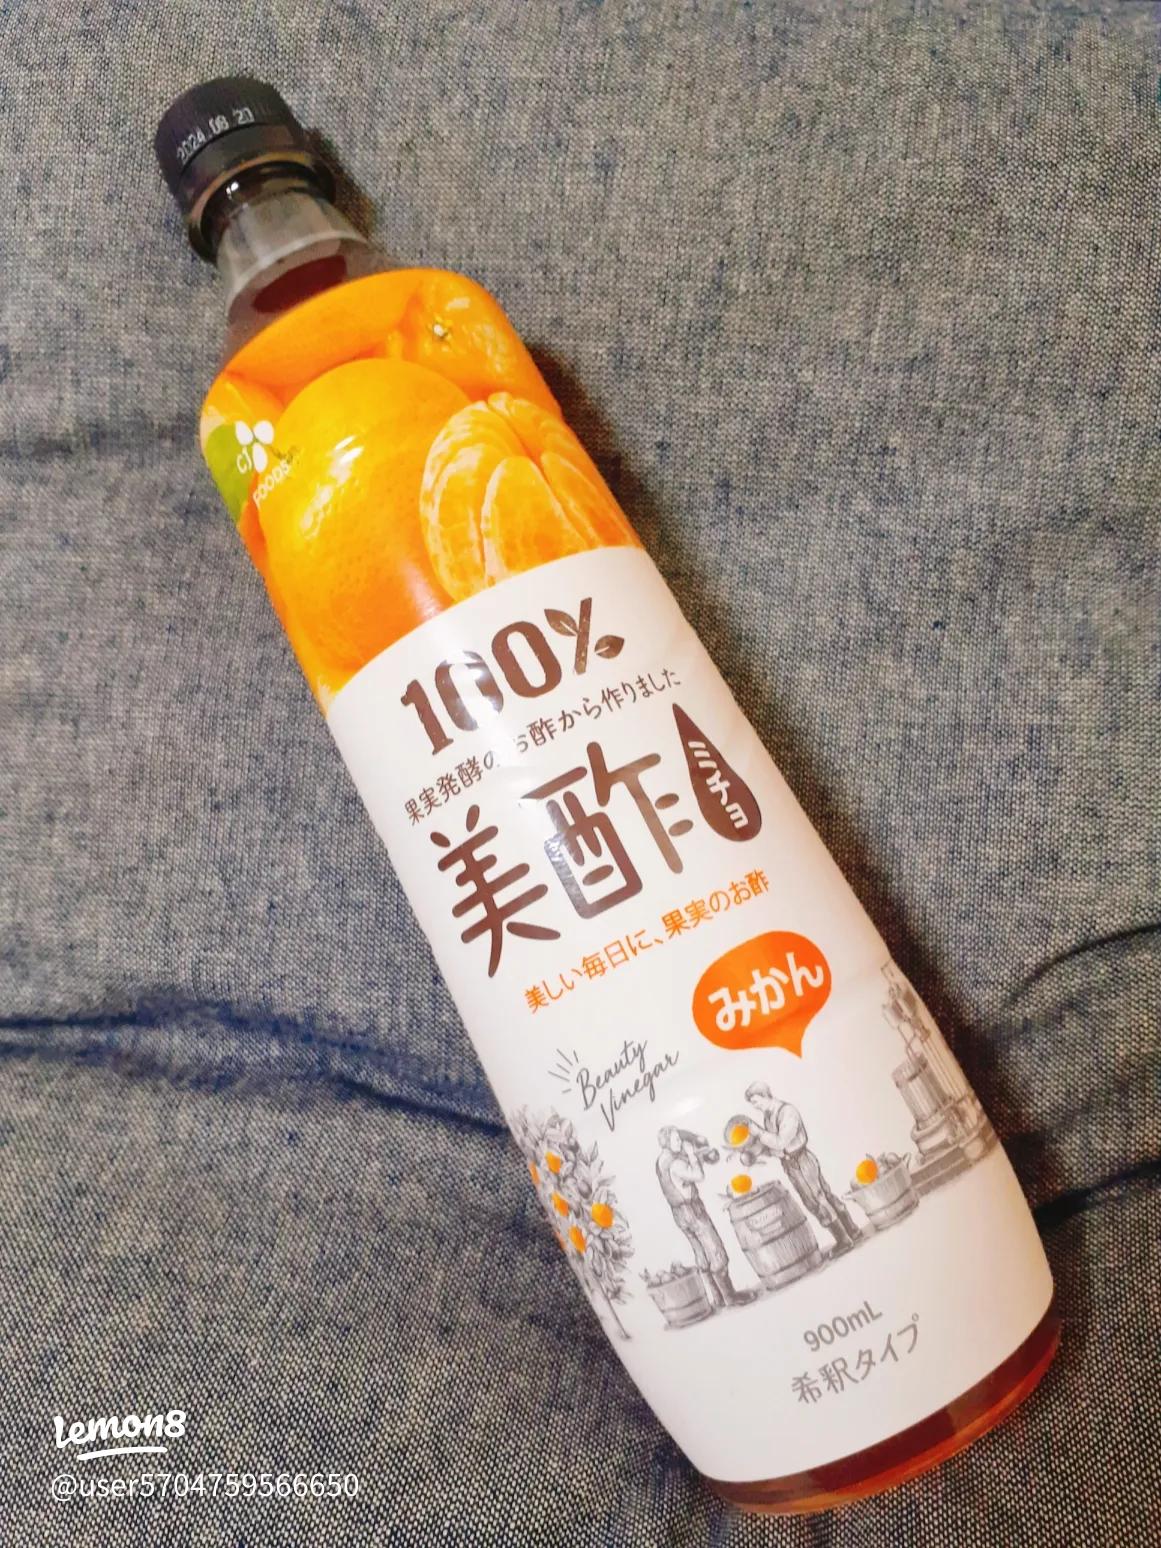 2024.08.23
CJ
FOODS
100%
果実発酵のお酢から作りました
美酢
ミチョ
美しい毎日に、果実のお酢
みかん
Beauty
Vinegar
900mL
希釈タイプ
Lemon8
@user5704759566650